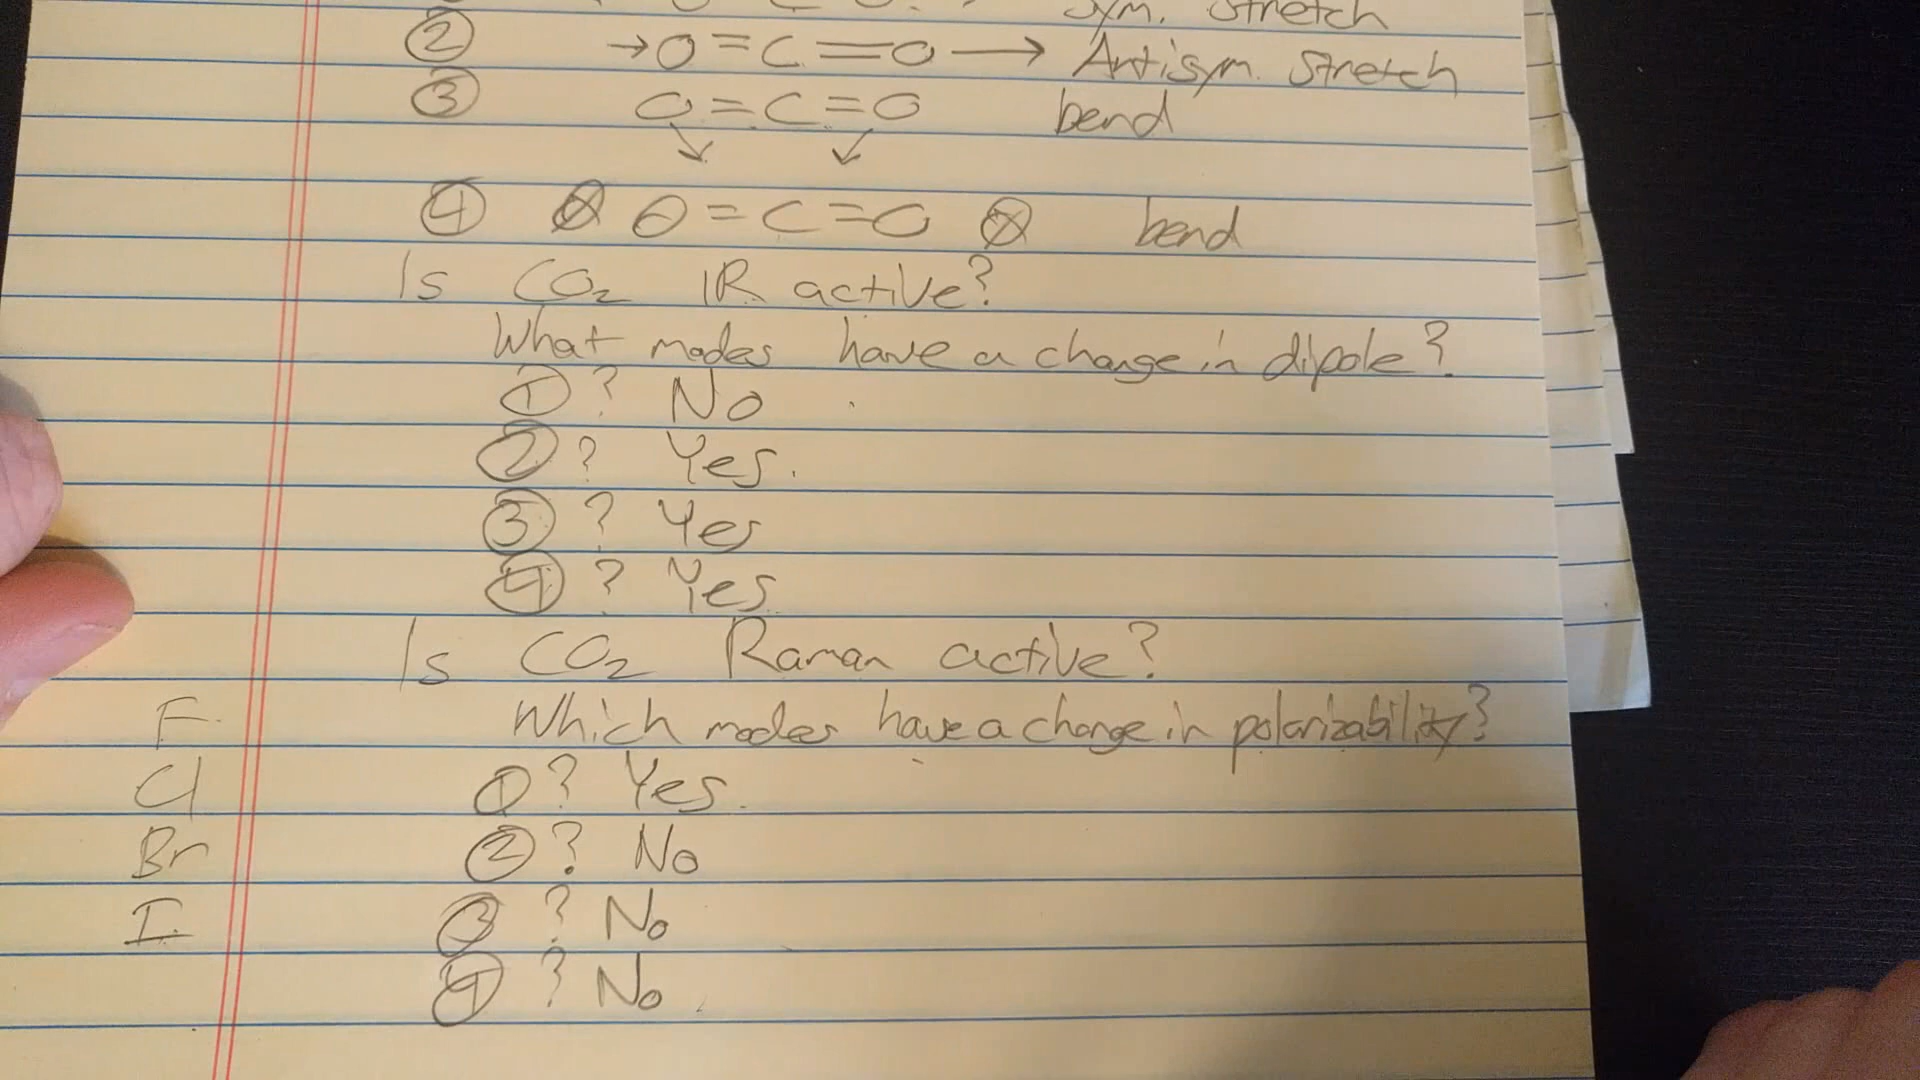 Sym. Stretch
② →O=C=O→ Antisym. Stretch
③ O=C=O bend
④ ⊗ O=C=O ⊗ bend
Is CO₂ IR active?
What modes have a change in dipole?
①? No
②? Yes.
③? Yes
④? Yes
Is CO₂ Raman active?
F Which modes have a change in polarizability?
Cl ①? Yes.
Br ②? No
I ③? No
④? No